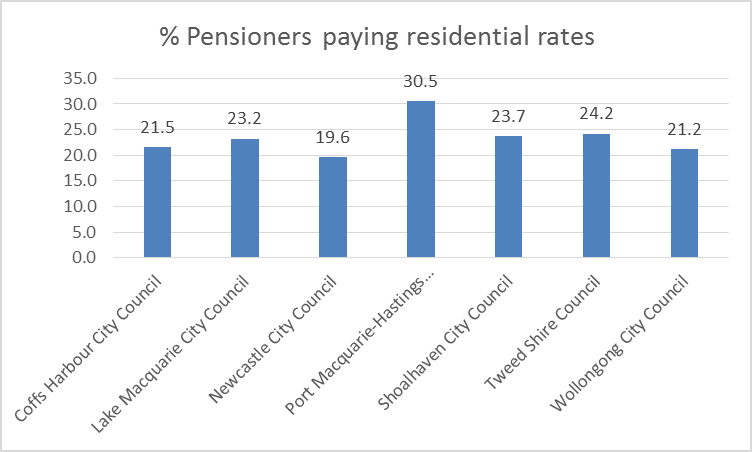 % Pensioners paying residential rates
35.0
30.0
25.0
20.0
15.0
10.0
5.0
0.0
21.5
23.2
19.6
30.5
23.7
24.2
21.2
Coffs Harbour City Council
Lake Macquarie City Council
Newcastle City Council
Port Macquarie-Hastings...
Shoalhaven City Council
Tweed Shire Council
Wollongong City Council